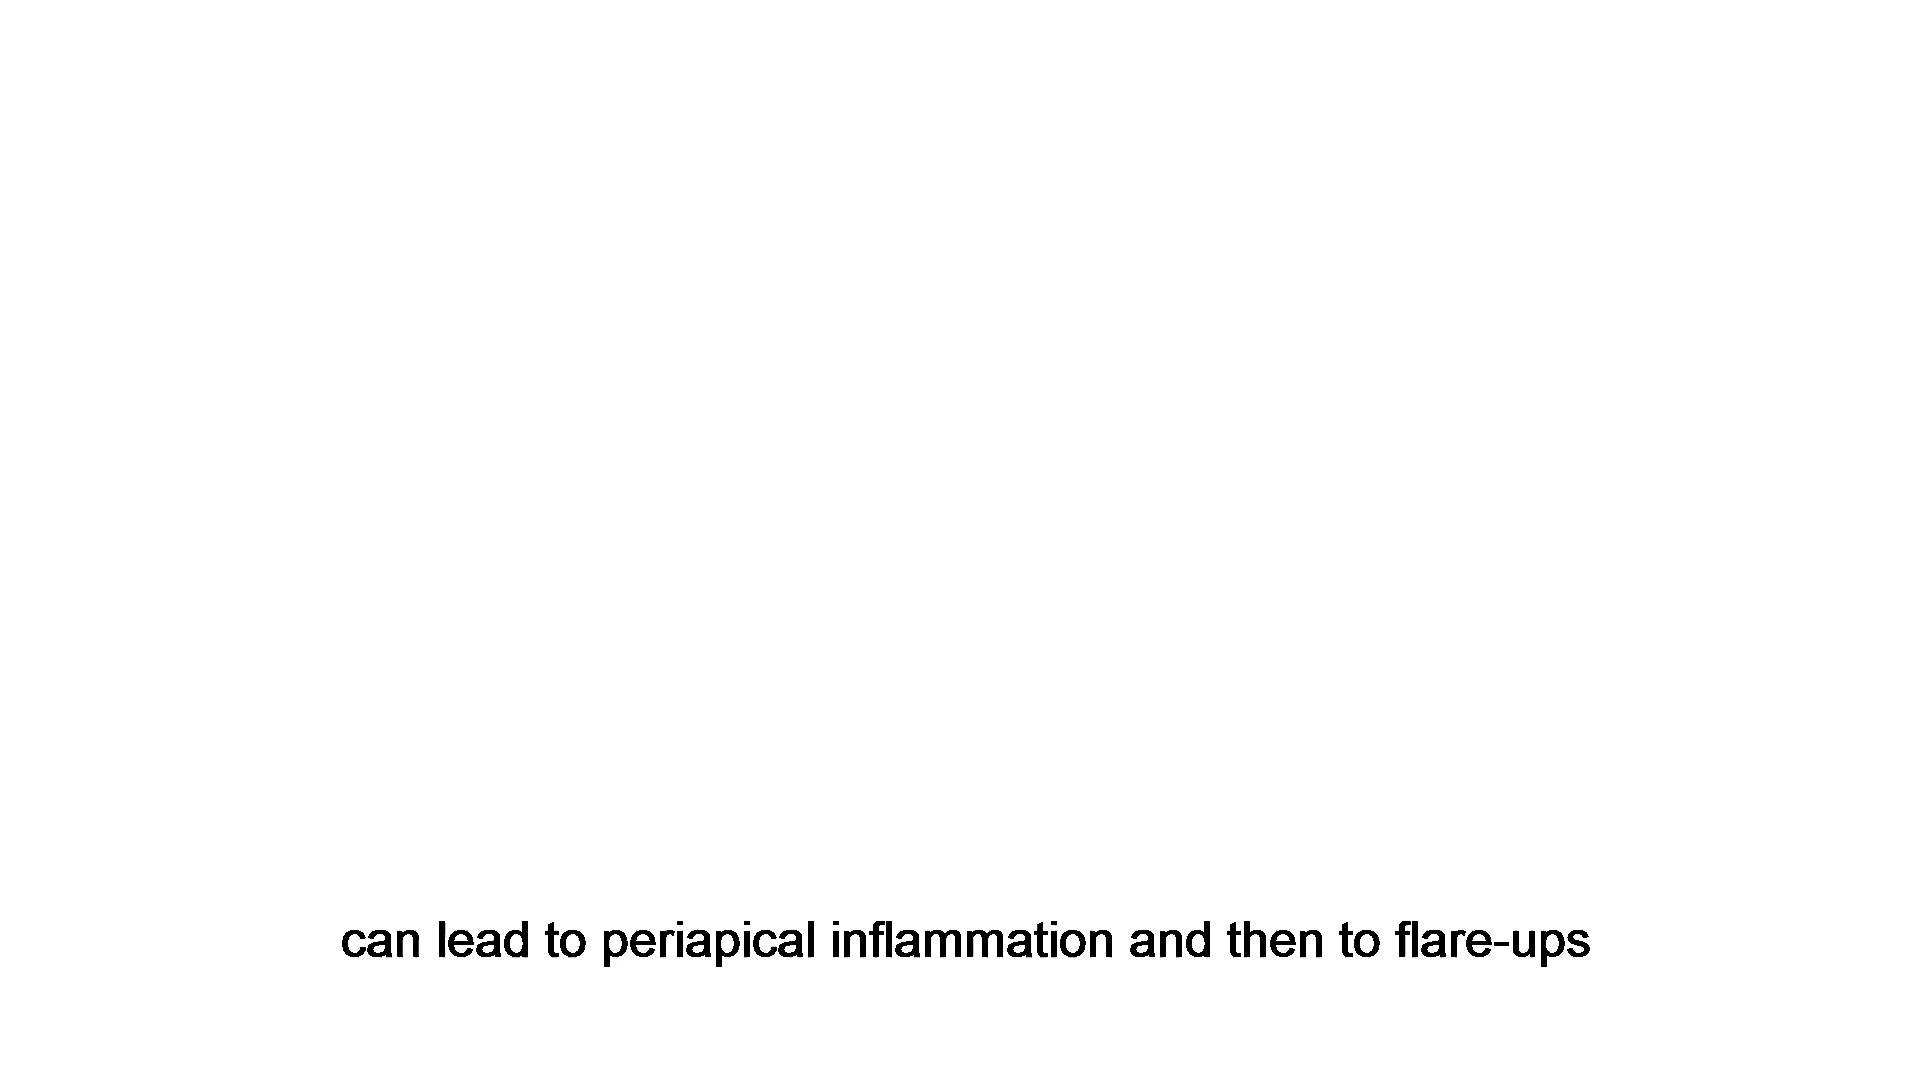 can lead to periapical inflammation and then to flare-ups